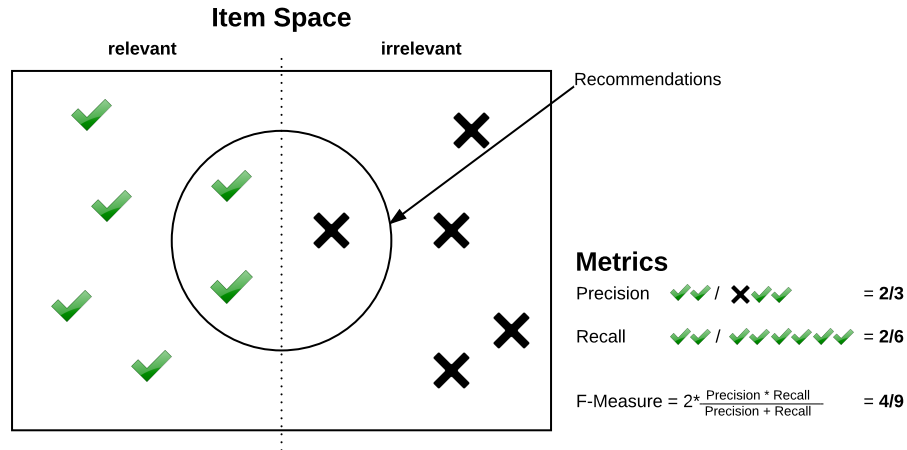 Item Space
relevant irrelevant
Recommendations
Metrics
Precision / = 2/3
Recall / = 2/6
F-Measure = 2* Precision * Recall = 4/9
Precision + Recall